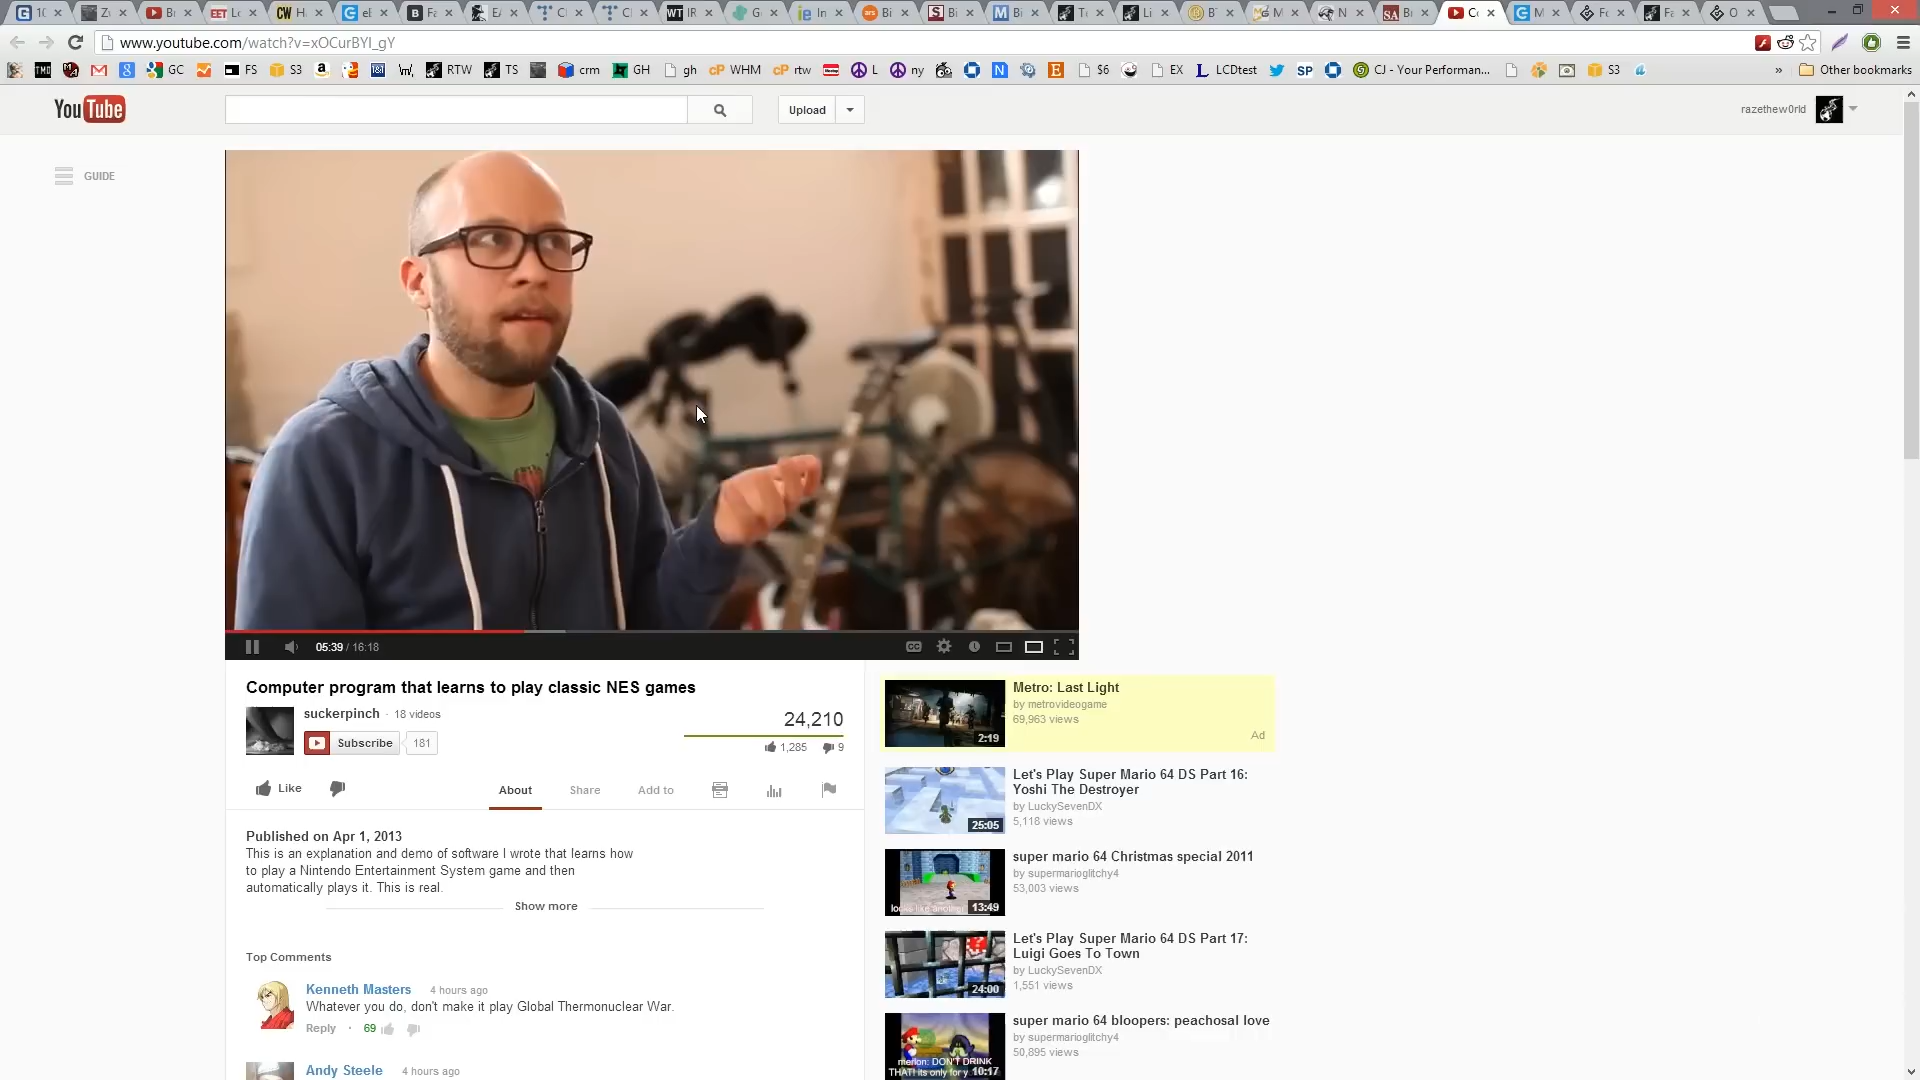 www.youtube.com/watch?v=xOCurBYI_gY
GC
FS
S3
RTW
TS
crm
GH
gh
WHM
rtw
L
ny
$6
EX
LCDtest
SP
CJ - Your Performan...
S3
»
Other bookmarks
YouTube
Upload
razethew0rld
GUIDE
05:39 / 16:18
CC
Computer program that learns to play classic NES games
suckerpinch · 18 videos
Subscribe 181
24,210
1,285 9
Like
About
Share
Add to
Published on Apr 1, 2013
This is an explanation and demo of software I wrote that learns how
to play a Nintendo Entertainment System game and then
automatically plays it. This is real.
Show more
Top Comments
Kenneth Masters 4 hours ago
Whatever you do, don't make it play Global Thermonuclear War.
Reply · 69
Andy Steele 4 hours ago
Metro: Last Light
by metrovideogame
69,963 views
Ad
2:19
Let's Play Super Mario 64 DS Part 16:
Yoshi The Destroyer
by LuckySevenDX
5,118 views
25:05
super mario 64 Christmas special 2011
by supermarioglitchy4
53,003 views
13:49
Let's Play Super Mario 64 DS Part 17:
Luigi Goes To Town
by LuckySevenDX
1,551 views
24:00
super mario 64 bloopers: peachosal love
by supermarioglitchy4
50,895 views
DON'T DRINK
THAT! its only for
10:17